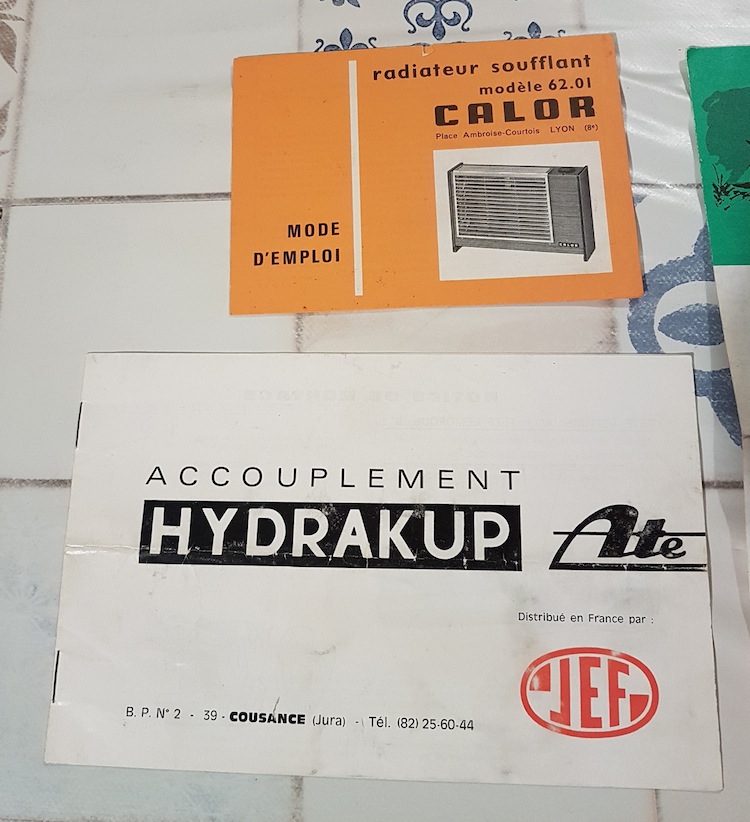 radiateur soufflant
modèle 62.01
CALOR
Place Ambroise-Courtois LYON (8e)
CALOR
MODE
D'EMPLOI
ACCOUPLEMENT
HYDRAKUP
Ate
Distribué en France par :
JEF
B. P. N° 2 - 39 - COUSANCE (Jura) - Tél. (82) 25-60-44